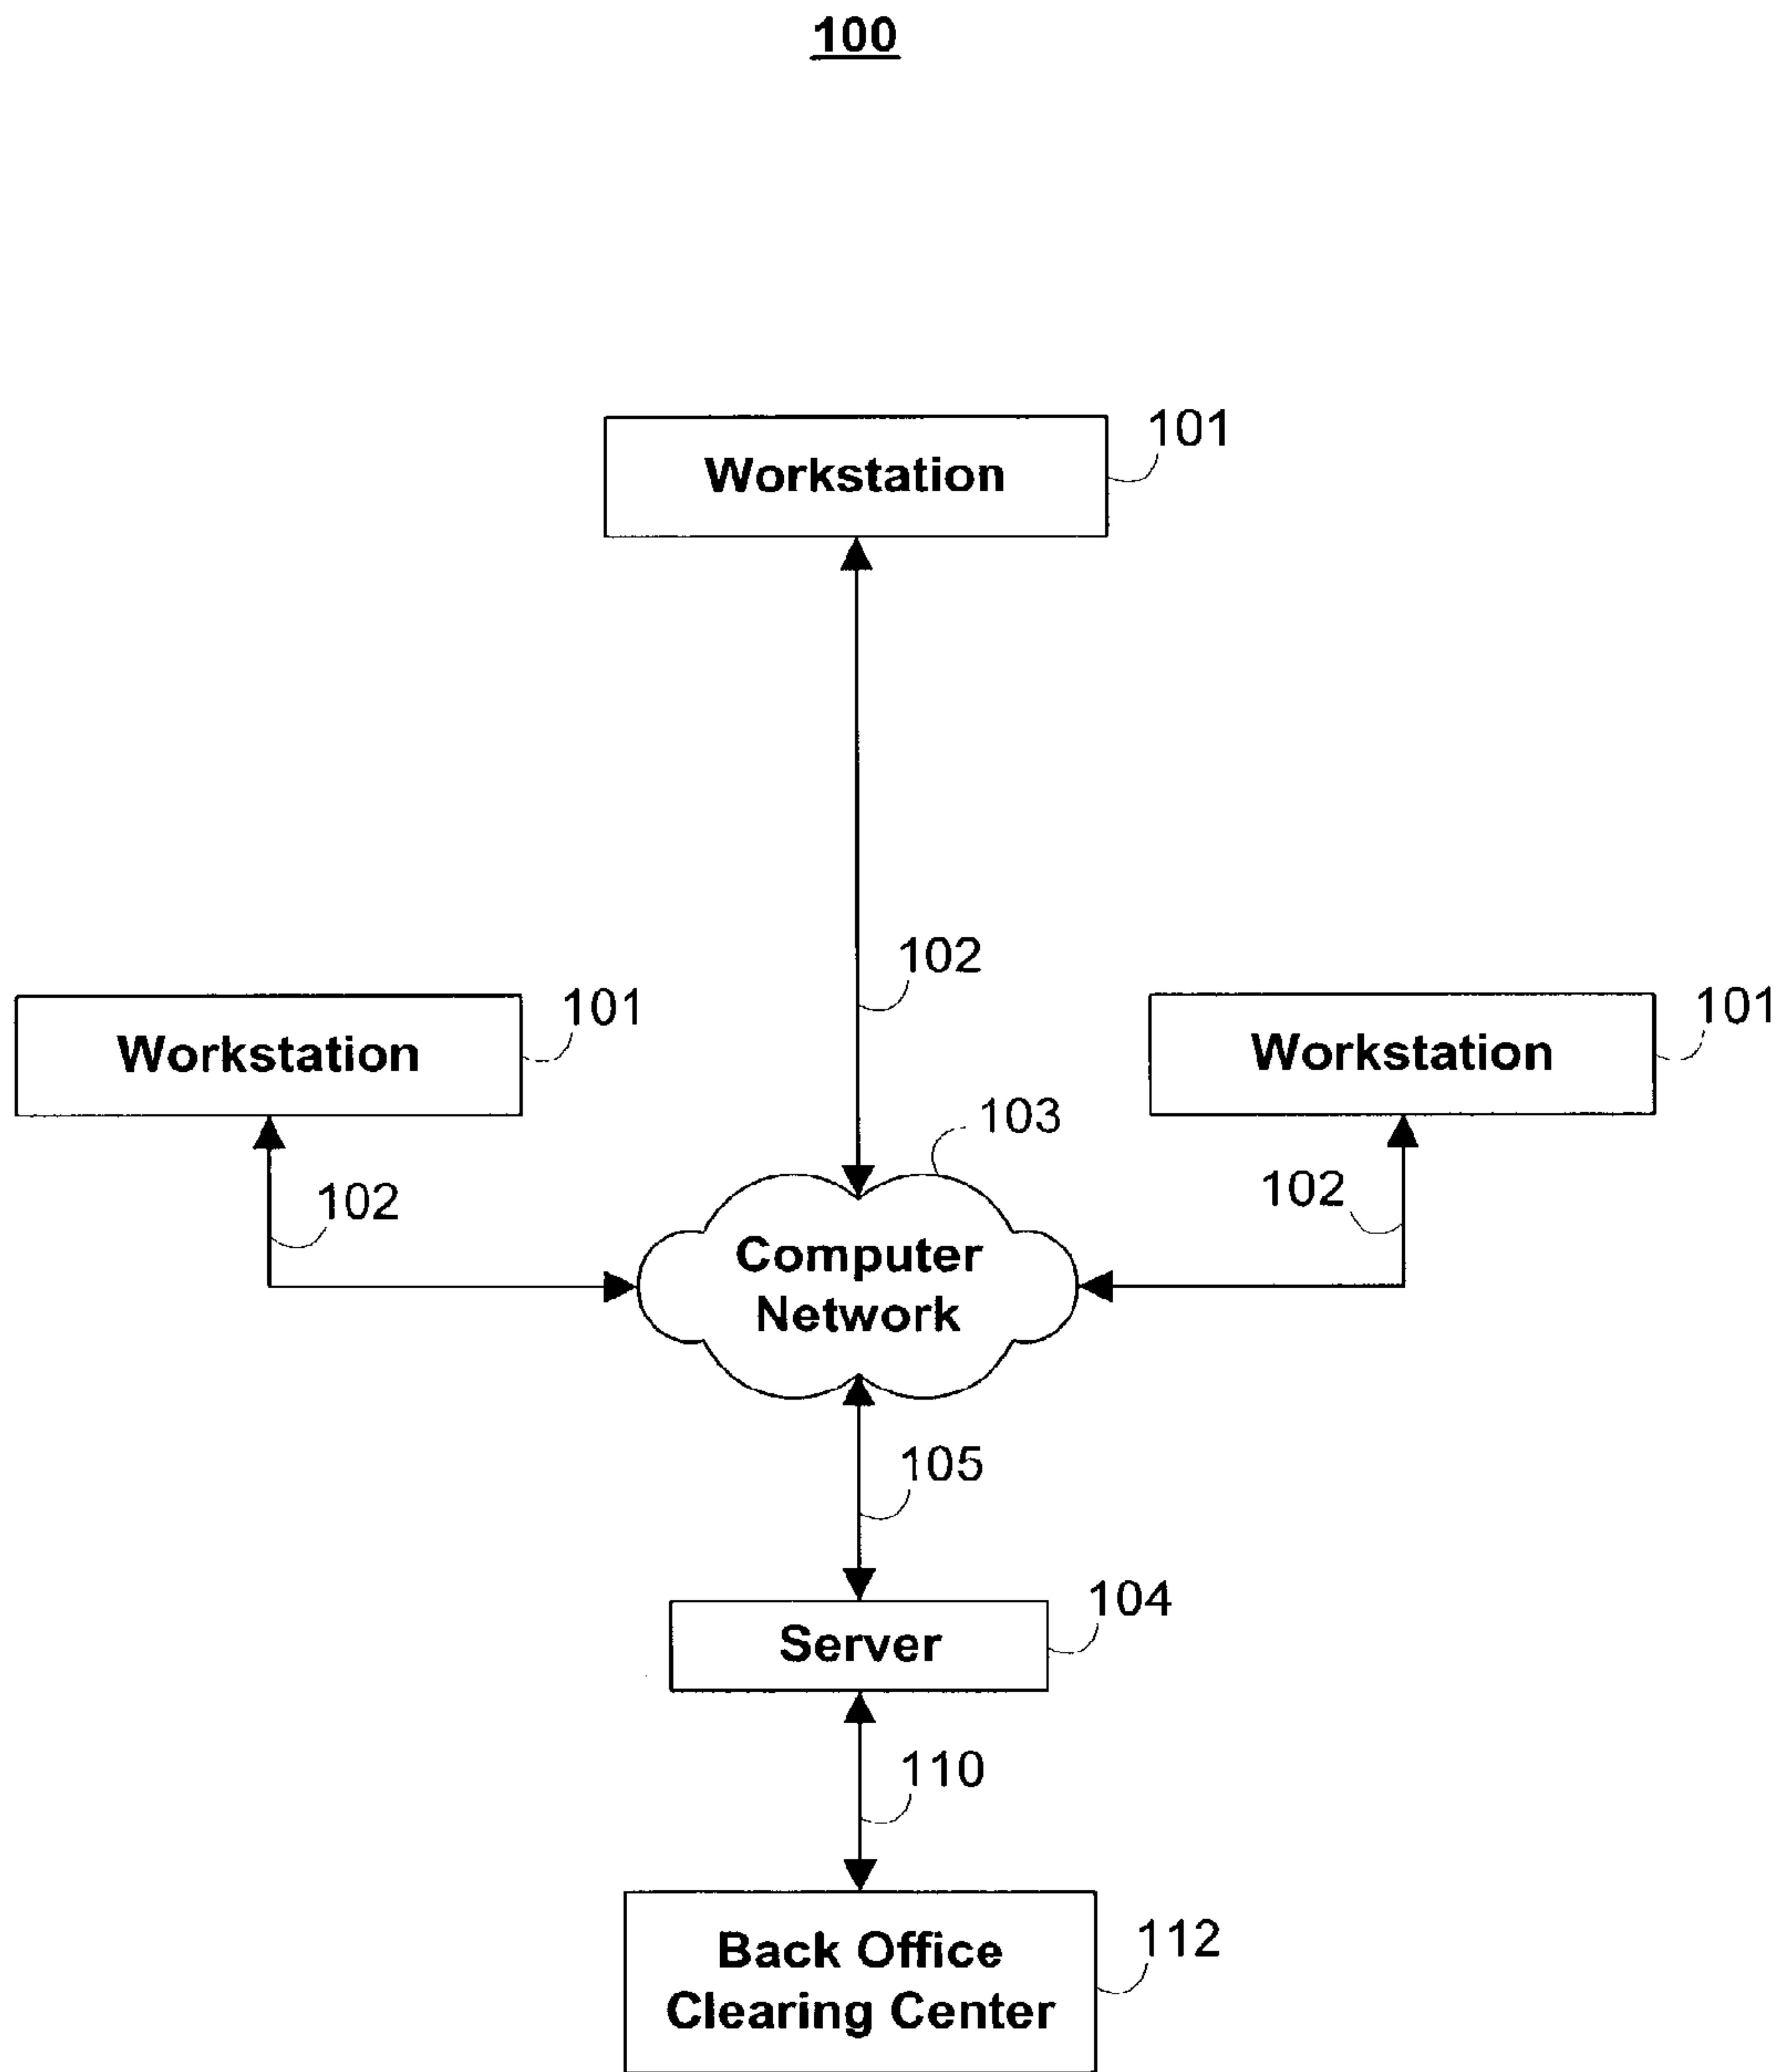 100
101
Workstation
102
101
Workstation
101
Workstation
103
102
102
Computer
Network
105
104
Server
110
112
Back Office
Clearing Center